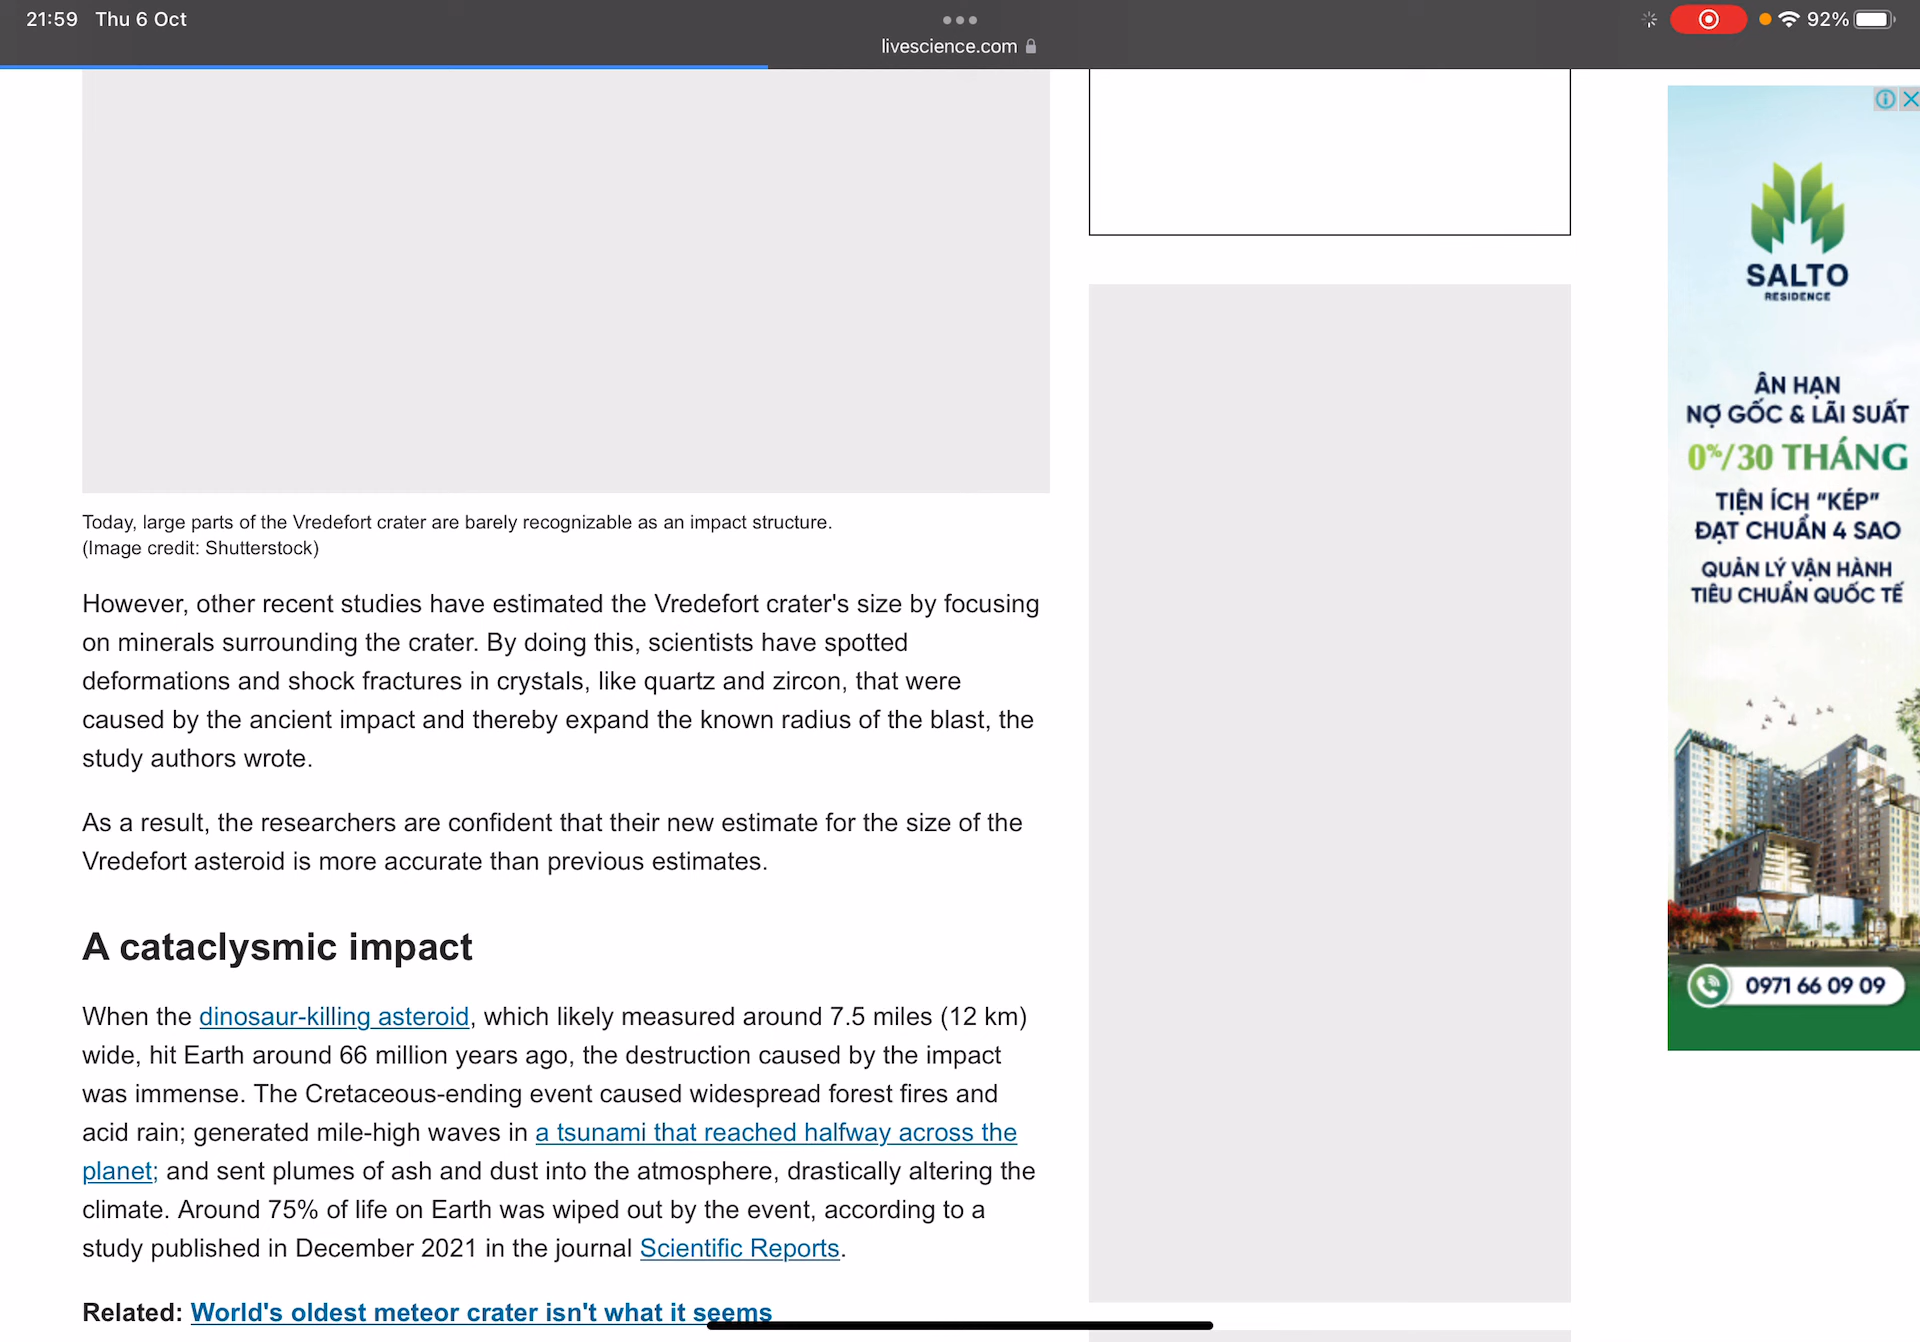 21:59 Thu 6 Oct
92%
livescience.com
Today, large parts of the Vredefort crater are barely recognizable as an impact structure.
(Image credit: Shutterstock)
However, other recent studies have estimated the Vredefort crater's size by focusing
on minerals surrounding the crater. By doing this, scientists have spotted
deformations and shock fractures in crystals, like quartz and zircon, that were
caused by the ancient impact and thereby expand the known radius of the blast, the
study authors wrote.
As a result, the researchers are confident that their new estimate for the size of the
Vredefort asteroid is more accurate than previous estimates.
A cataclysmic impact
When the dinosaur-killing asteroid, which likely measured around 7.5 miles (12 km)
wide, hit Earth around 66 million years ago, the destruction caused by the impact
was immense. The Cretaceous-ending event caused widespread forest fires and
acid rain; generated mile-high waves in a tsunami that reached halfway across the
planet; and sent plumes of ash and dust into the atmosphere, drastically altering the
climate. Around 75% of life on Earth was wiped out by the event, according to a
study published in December 2021 in the journal Scientific Reports.
Related: World's oldest meteor crater isn't what it seems
SALTO
RESIDENCE
ÂN HẠN
NỢ GỐC & LÃI SUẤT
0%/30 THÁNG
TIỆN ÍCH “KÉP”
ĐẠT CHUẨN 4 SAO
QUẢN LÝ VẬN HÀNH
TIÊU CHUẨN QUỐC TẾ
0971 66 09 09